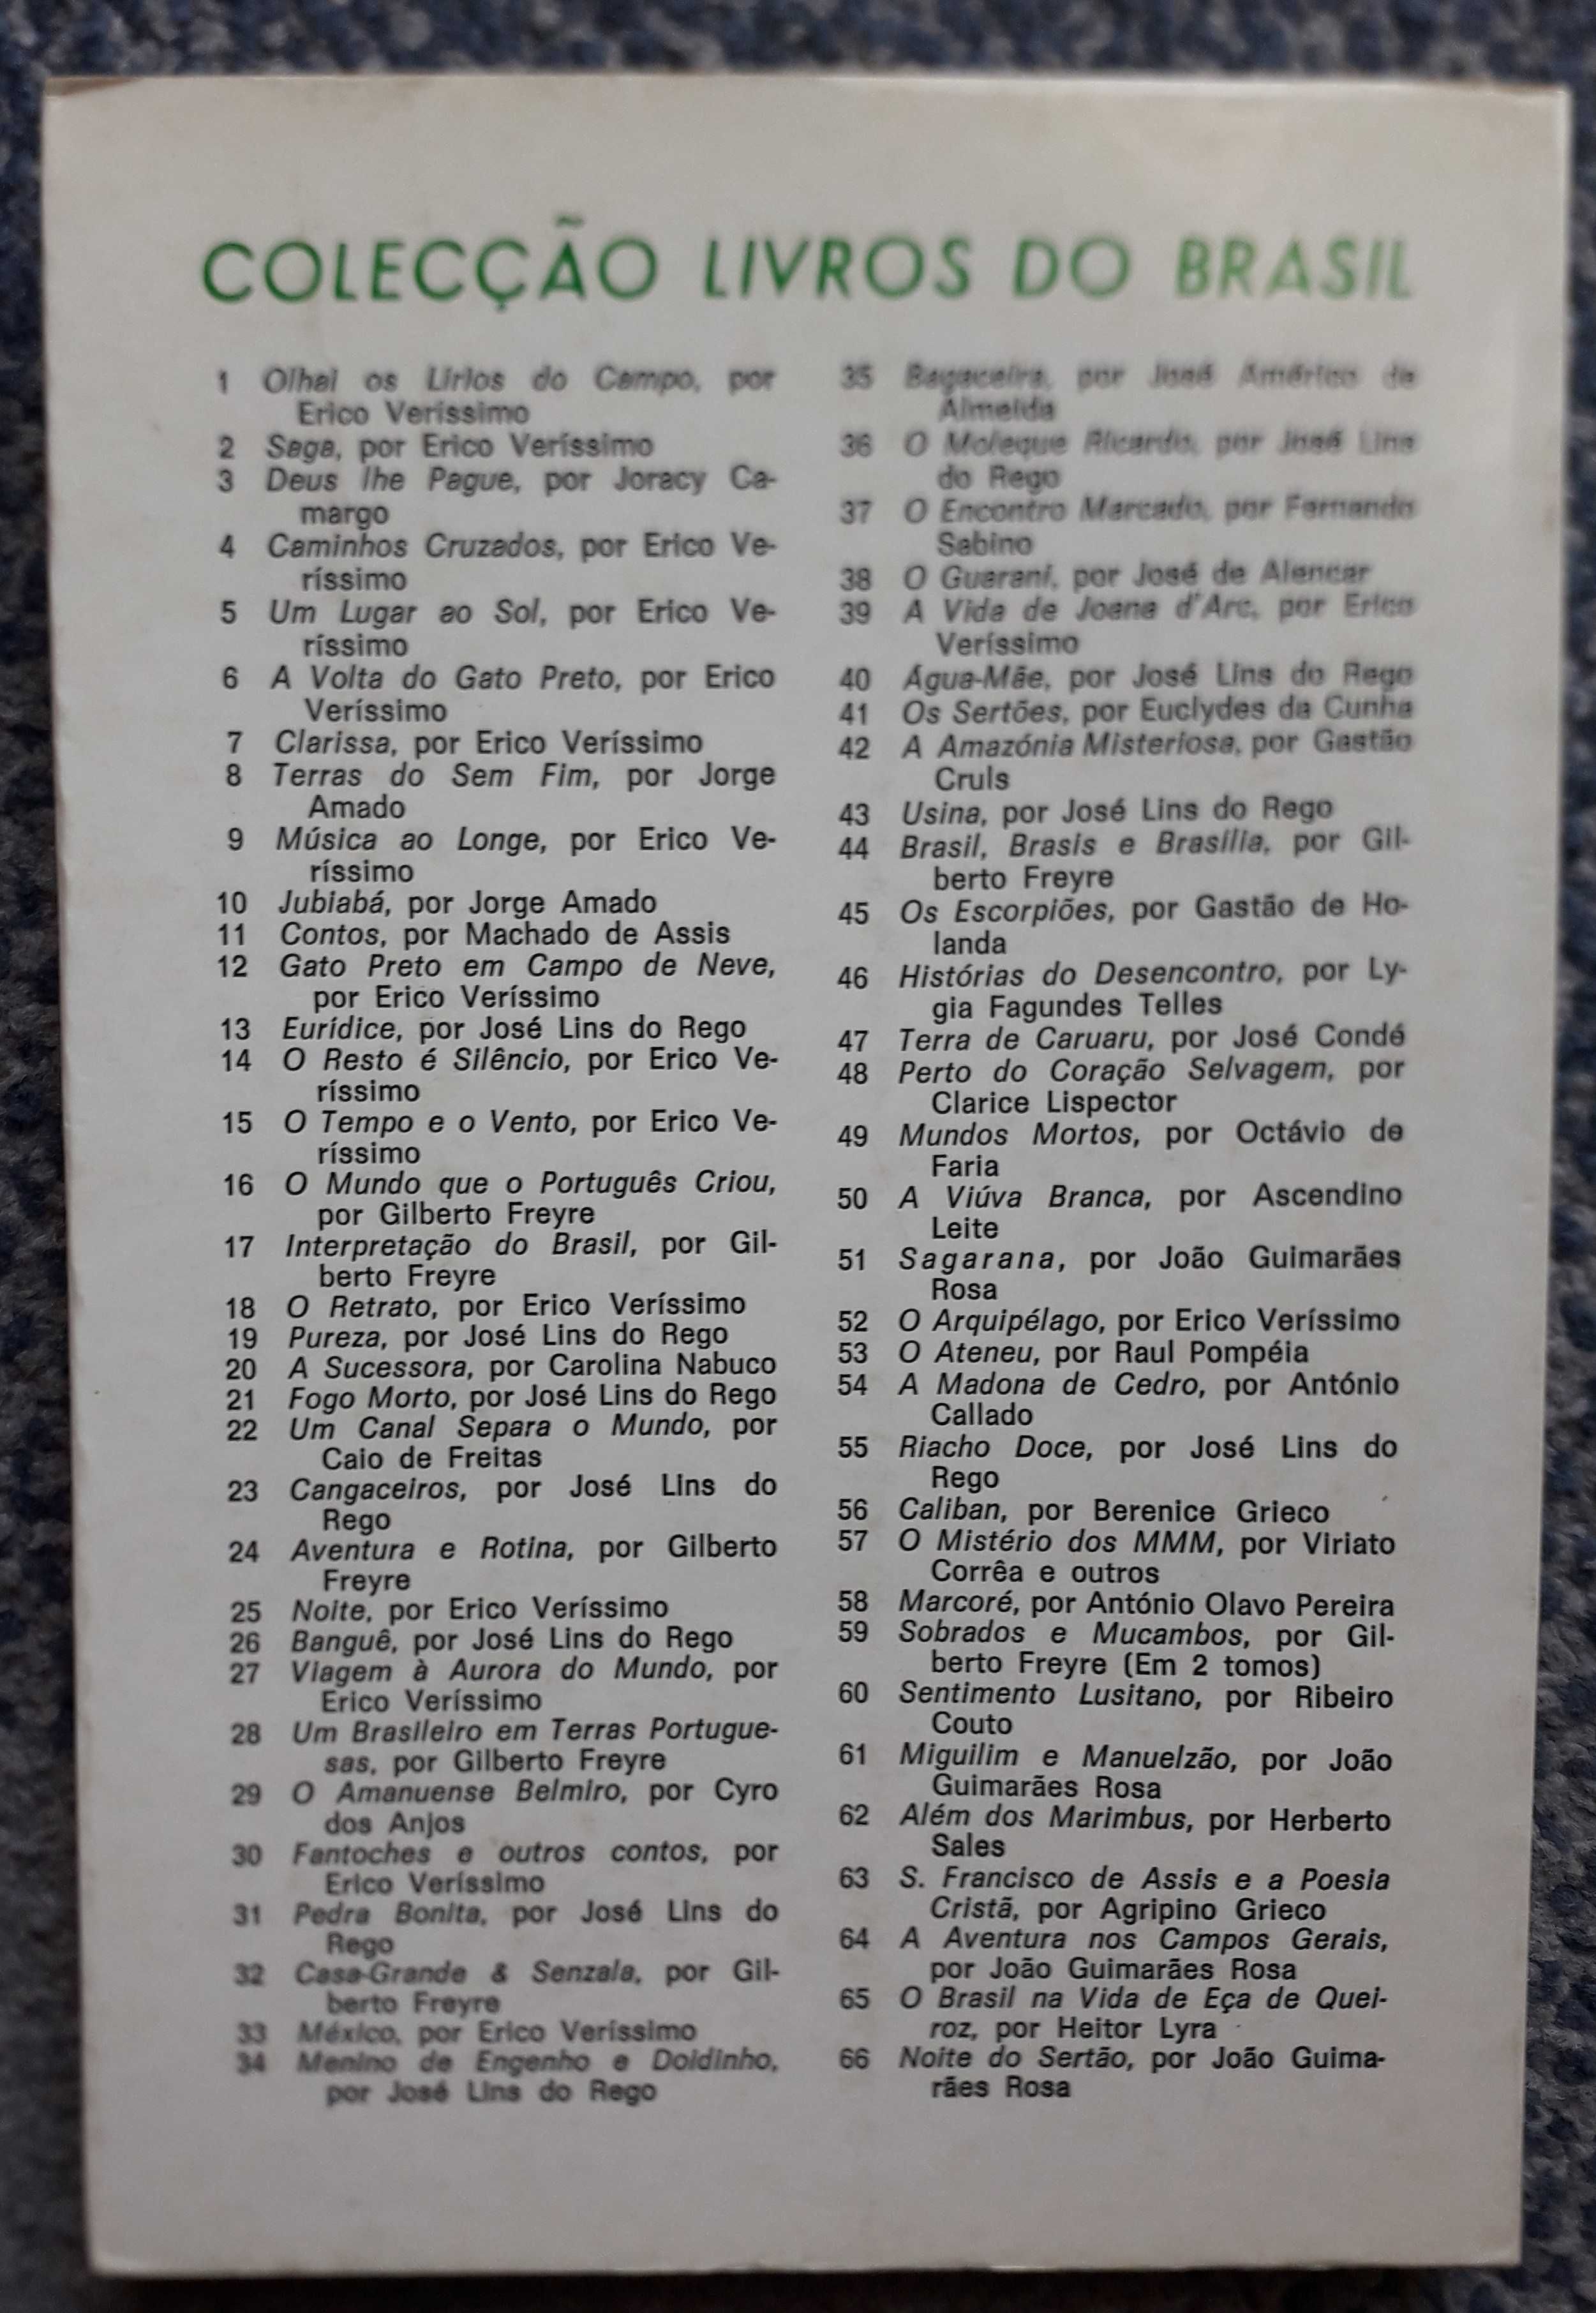 COLECÇÃO LIVROS DO BRASIL
1 Olhai os Lírios do Campo, por
Erico Veríssimo
2 Saga, por Erico Veríssimo
3 Deus lhe Pague, por Joracy Ca-
margo
4 Caminhos Cruzados, por Erico Ve-
ríssimo
5 Um Lugar ao Sol, por Erico Ve-
ríssimo
6 A Volta do Gato Preto, por Erico
Veríssimo
7 Clarissa, por Erico Veríssimo
8 Terras do Sem Fim, por Jorge
Amado
9 Música ao Longe, por Erico Ve-
ríssimo
10 Jubiabá, por Jorge Amado
11 Contos, por Machado de Assis
12 Gato Preto em Campo de Neve,
por Erico Veríssimo
13 Eurídice, por José Lins do Rego
14 O Resto é Silêncio, por Erico Ve-
ríssimo
15 O Tempo e o Vento, por Erico Ve-
ríssimo
16 O Mundo que o Português Criou,
por Gilberto Freyre
17 Interpretação do Brasil, por Gil-
berto Freyre
18 O Retrato, por Erico Veríssimo
19 Pureza, por José Lins do Rego
20 A Sucessora, por Carolina Nabuco
21 Fogo Morto, por José Lins do Rego
22 Um Canal Separa o Mundo, por
Caio de Freitas
23 Cangaceiros, por José Lins do
Rego
24 Aventura e Rotina, por Gilberto
Freyre
25 Noite, por Erico Veríssimo
26 Banguê, por José Lins do Rego
27 Viagem à Aurora do Mundo, por
Erico Veríssimo
28 Um Brasileiro em Terras Portugue-
sas, por Gilberto Freyre
29 O Amanuense Belmiro, por Cyro
dos Anjos
30 Fantoches e outros contos, por
Erico Veríssimo
31 Pedra Bonita, por José Lins do
Rego
32 Casa-Grande & Senzala, por Gil-
berto Freyre
33 México, por Erico Veríssimo
34 Menino de Engenho e Doidinho,
por José Lins do Rego
35 Bagaceira, por José Américo de
Almeida
36 O Moleque Ricardo, por José Lins
do Rego
37 O Encontro Marcado, por Fernando
Sabino
38 O Guarani, por José de Alencar
39 A Vida de Joana d'Arc, por Erico
Veríssimo
40 Água-Mãe, por José Lins do Rego
41 Os Sertões, por Euclydes da Cunha
42 A Amazónia Misteriosa, por Gastão
Cruls
43 Usina, por José Lins do Rego
44 Brasil, Brasis e Brasília, por Gil-
berto Freyre
45 Os Escorpiões, por Gastão de Ho-
landa
46 Histórias do Desencontro, por Ly-
gia Fagundes Telles
47 Terra de Caruaru, por José Condé
48 Perto do Coração Selvagem, por
Clarice Lispector
49 Mundos Mortos, por Octávio de
Faria
50 A Viúva Branca, por Ascendino
Leite
51 Sagarana, por João Guimarães
Rosa
52 O Arquipélago, por Erico Veríssimo
53 O Ateneu, por Raul Pompéia
54 A Madona de Cedro, por António
Callado
55 Riacho Doce, por José Lins do
Rego
56 Caliban, por Berenice Grieco
57 O Mistério dos MMM, por Viriato
Corrêa e outros
58 Marcoré, por António Olavo Pereira
59 Sobrados e Mucambos, por Gil-
berto Freyre (Em 2 tomos)
60 Sentimento Lusitano, por Ribeiro
Couto
61 Miguilim e Manuelzão, por João
Guimarães Rosa
62 Além dos Marimbus, por Herberto
Sales
63 S. Francisco de Assis e a Poesia
Cristã, por Agripino Grieco
64 A Aventura nos Campos Gerais,
por João Guimarães Rosa
65 O Brasil na Vida de Eça de Quei-
roz, por Heitor Lyra
66 Noite do Sertão, por João Guima-
rães Rosa